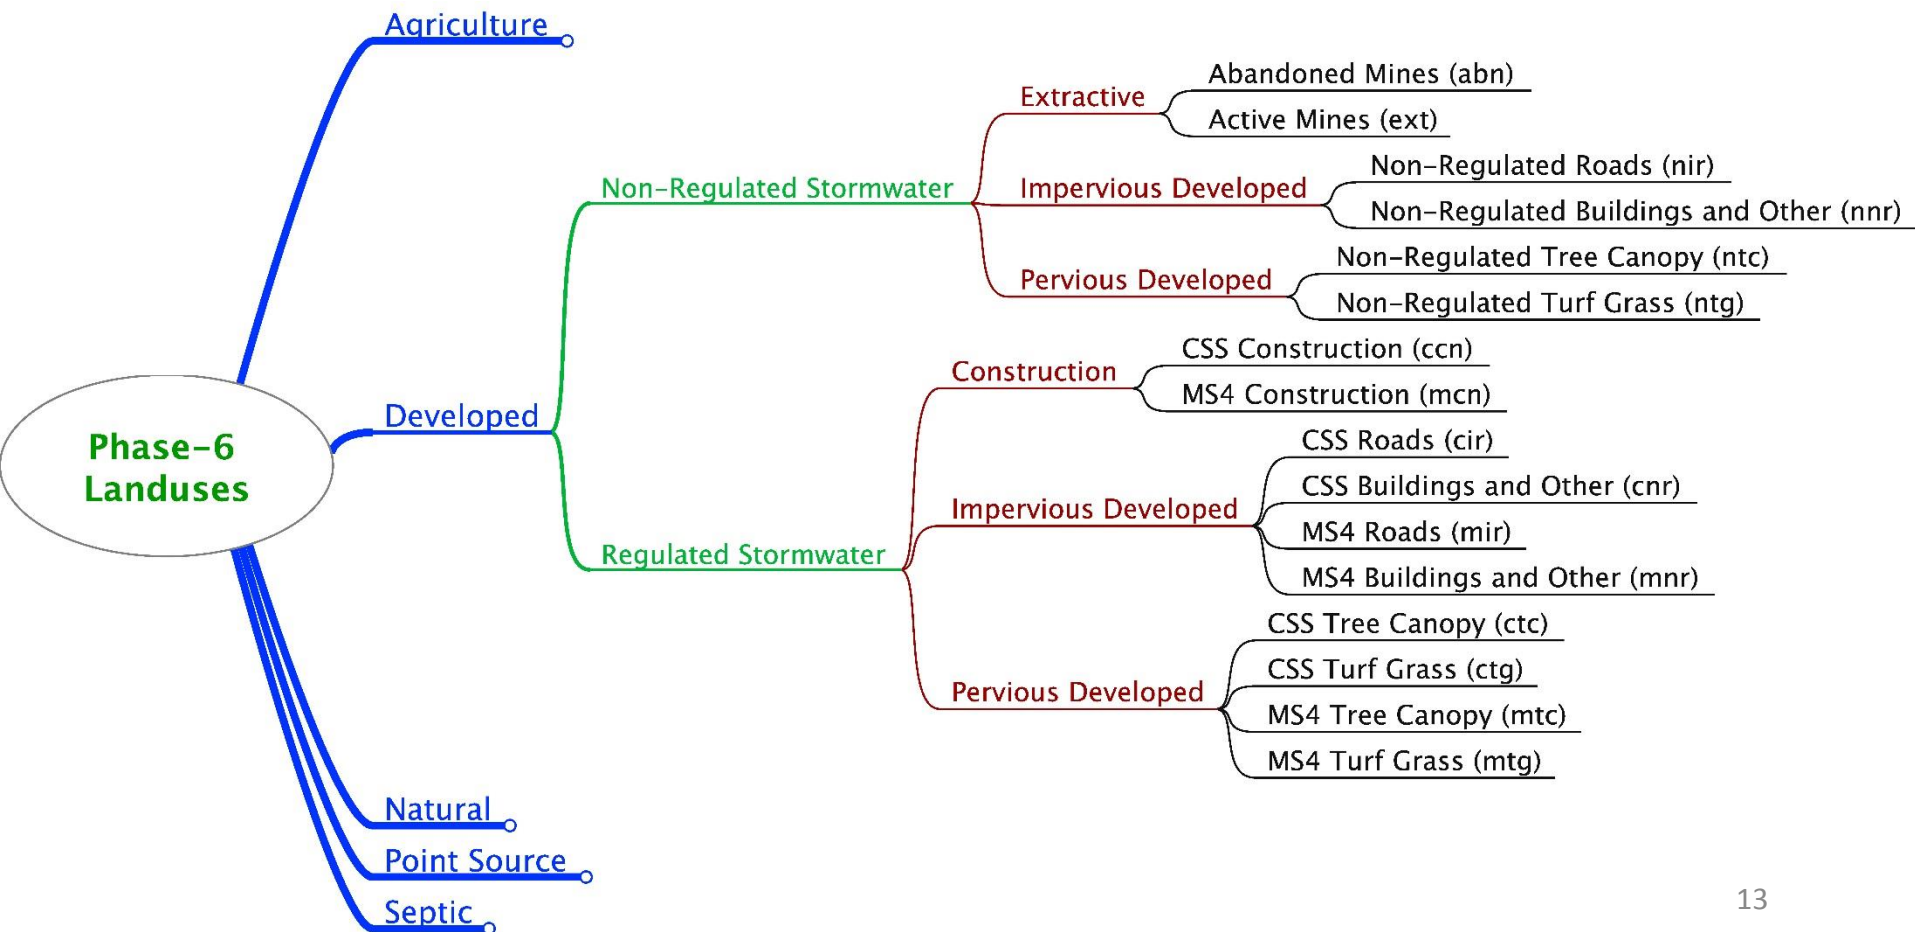 Agriculture
Abandoned Mines (abn)
Extractive
Active Mines (ext)
Non-Regulated Roads (nir)
Non-Regulated Stormwater
Impervious Developed
Non-Regulated Buildings and Other (nnr)
Non-Regulated Tree Canopy (ntc)
Pervious Developed
Non-Regulated Turf Grass (ntg)
CSS Construction (ccn)
Construction
MS4 Construction (mcn)
Developed
CSS Roads (cir)
Phase-6
Landuses
CSS Buildings and Other (cnr)
Impervious Developed
MS4 Roads (mir)
Regulated Stormwater
MS4 Buildings and Other (mnr)
CSS Tree Canopy (ctc)
CSS Turf Grass (ctg)
Pervious Developed
MS4 Tree Canopy (mtc)
MS4 Turf Grass (mtg)
Natural
Point Source
Septic
13